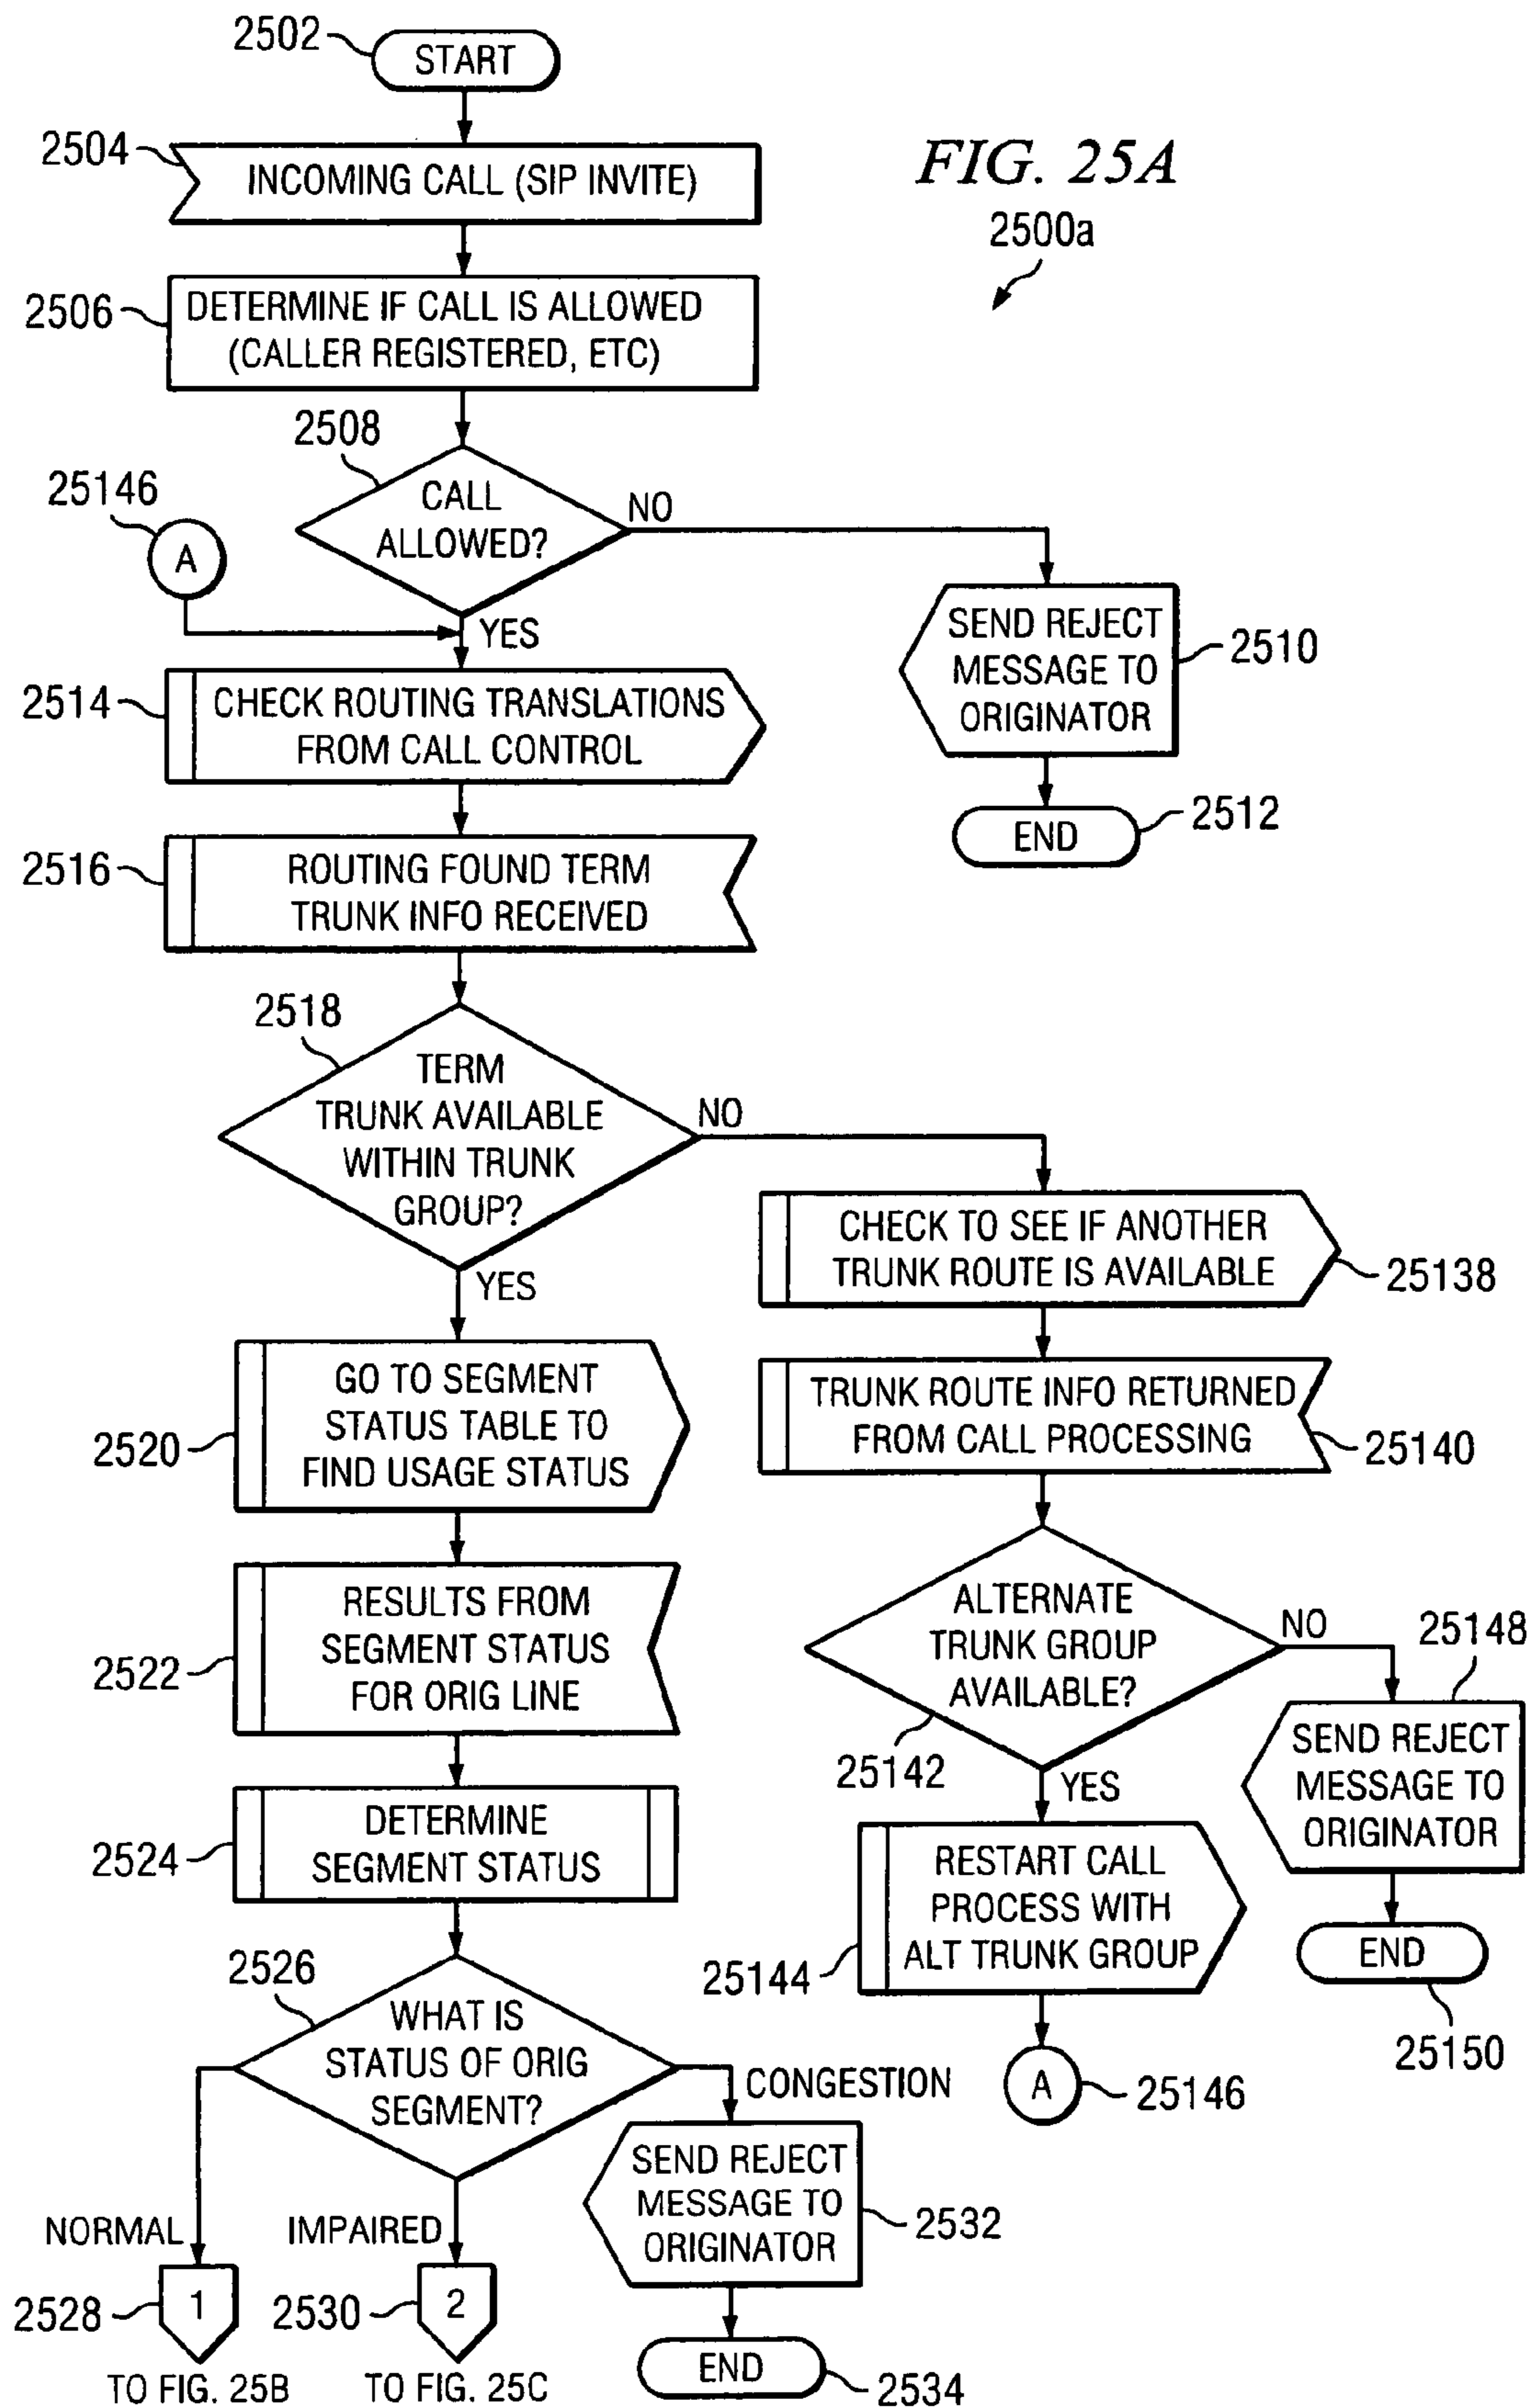 2502
START
FIG. 25A
2500a
2504
INCOMING CALL (SIP INVITE)
2506
DETERMINE IF CALL IS ALLOWED
(CALLER REGISTERED, ETC)
2508
CALL
ALLOWED?
NO
YES
25146
A
SEND REJECT
MESSAGE TO
ORIGINATOR
2510
END
2512
2514
CHECK ROUTING TRANSLATIONS
FROM CALL CONTROL
2516
ROUTING FOUND TERM
TRUNK INFO RECEIVED
2518
TERM
TRUNK AVAILABLE
WITHIN TRUNK
GROUP?
NO
YES
CHECK TO SEE IF ANOTHER
TRUNK ROUTE IS AVAILABLE
25138
TRUNK ROUTE INFO RETURNED
FROM CALL PROCESSING
25140
2520
GO TO SEGMENT
STATUS TABLE TO
FIND USAGE STATUS
2522
RESULTS FROM
SEGMENT STATUS
FOR ORIG LINE
ALTERNATE
TRUNK GROUP
AVAILABLE?
25142
NO
YES
25148
SEND REJECT
MESSAGE TO
ORIGINATOR
END
25150
2524
DETERMINE
SEGMENT STATUS
25144
RESTART CALL
PROCESS WITH
ALT TRUNK GROUP
A
25146
2526
WHAT IS
STATUS OF ORIG
SEGMENT?
CONGESTION
NORMAL
IMPAIRED
SEND REJECT
MESSAGE TO
ORIGINATOR
2532
2528
1
2530
2
TO FIG. 25B
TO FIG. 25C
END
2534